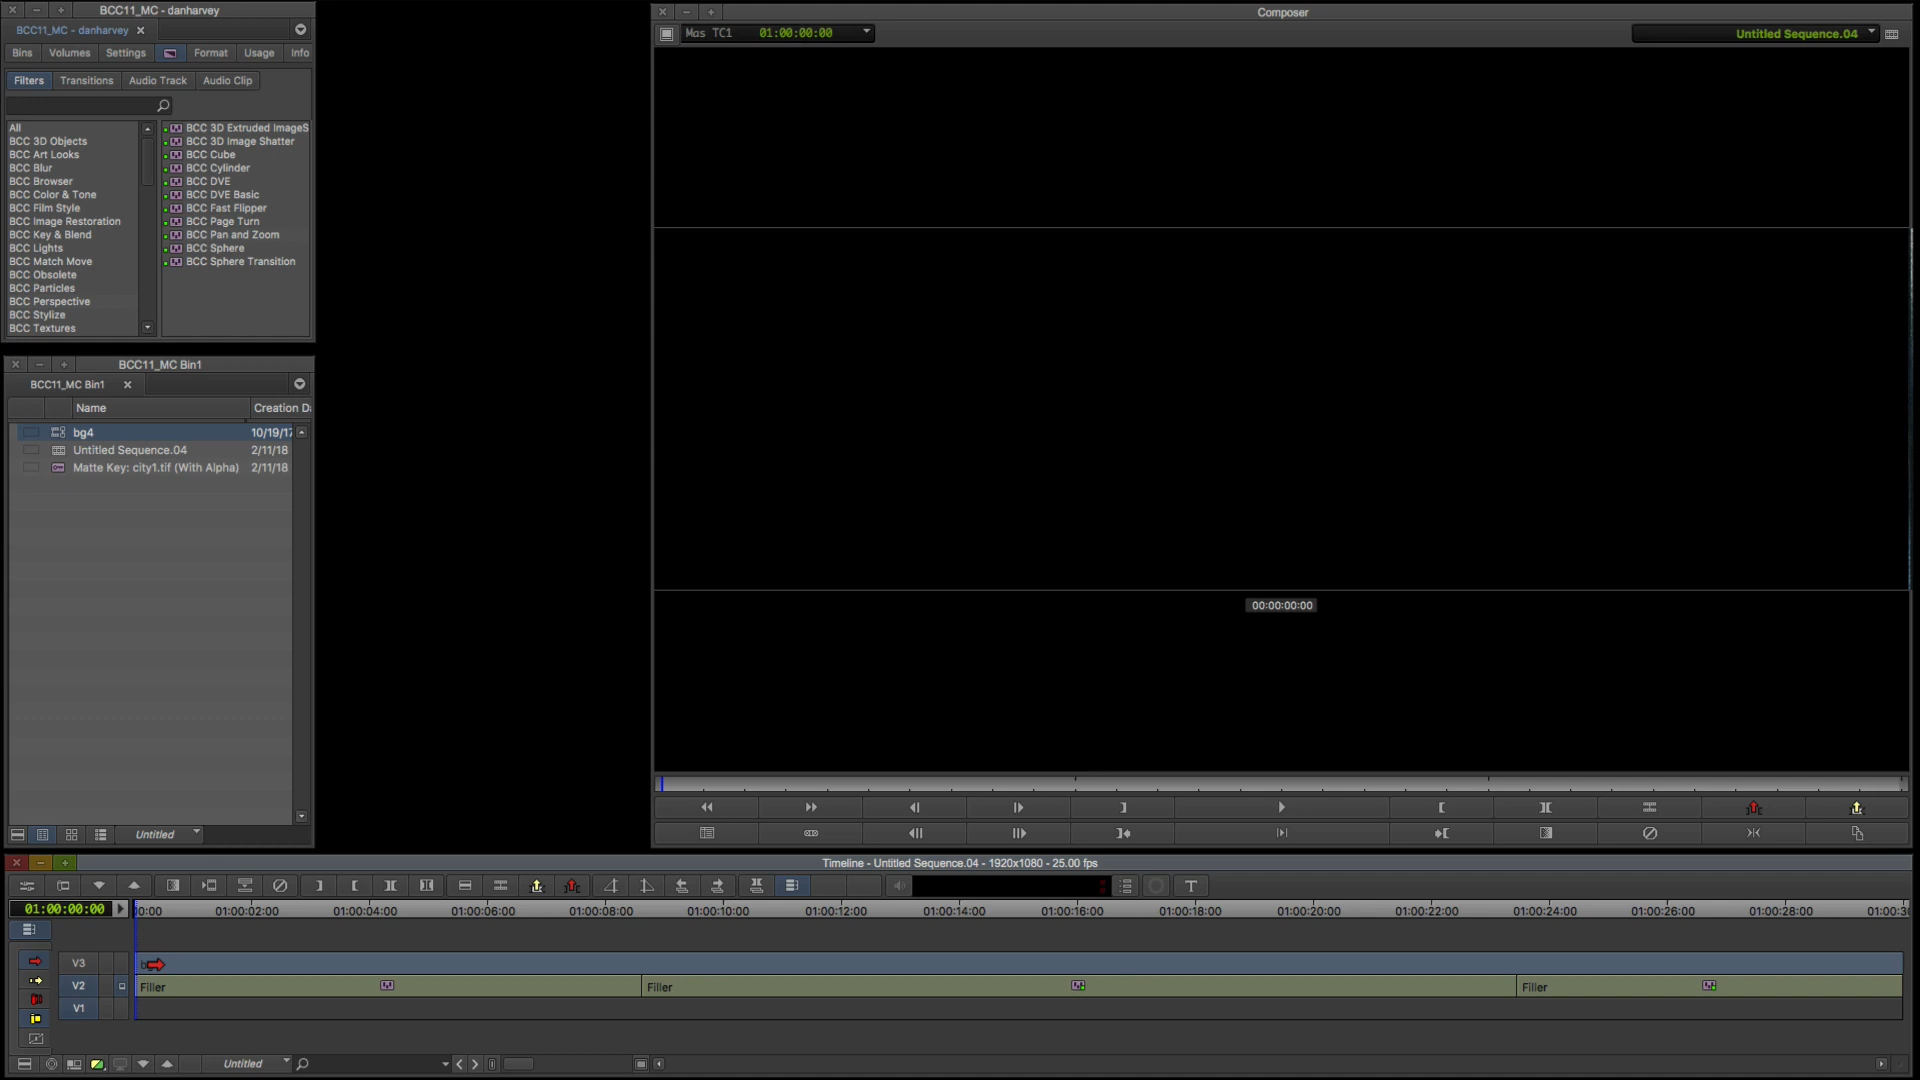 BCC11_MC - danharvey
BCC11_MC - danharvey
Bins Volumes Settings Format Usage Info
Filters Transitions Audio Track Audio Clip
All
BCC 3D Objects
BCC Art Looks
BCC Blur
BCC Browser
BCC Color & Tone
BCC Film Style
BCC Image Restoration
BCC Key & Blend
BCC Lights
BCC Match Move
BCC Obsolete
BCC Particles
BCC Perspective
BCC Stylize
BCC Textures
BCC 3D Extruded ImageS
BCC 3D Image Shatter
BCC Cube
BCC Cylinder
BCC DVE
BCC DVE Basic
BCC Fast Flipper
BCC Page Turn
BCC Pan and Zoom
BCC Sphere
BCC Sphere Transition
BCC11_MC Bin1
BCC11_MC Bin1
Name Creation Da
bg4 10/19/17
Untitled Sequence.04 2/11/18
Matte Key: city1.tif (With Alpha) 2/11/18
Untitled
Composer
Mas TC1 01:00:00:00
Untitled Sequence.04
00:00:00:00
Timeline - Untitled Sequence.04 - 1920x1080 - 25.00 fps
T
01:00:00:00 00:00 01:00:02:00 01:00:04:00 01:00:06:00 01:00:08:00 01:00:10:00 01:00:12:00 01:00:14:00 01:00:16:00 01:00:18:00 01:00:20:00 01:00:22:00 01:00:24:00 01:00:26:00 01:00:28:00 01:00:30
V3
V2 Filler Filler Filler
V1
Untitled